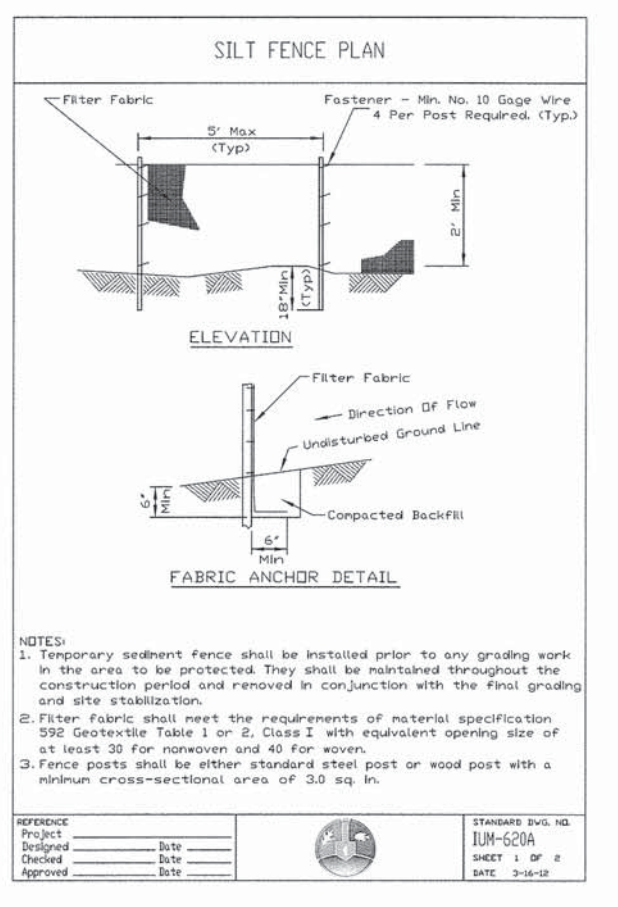 SILT FENCE PLAN
Filter Fabric
Fastener - Min. No. 10 Gage Wire
4 Per Post Required. (Typ.)
5' Max
(Typ)
2' Min
18"Min
(Typ)
ELEVATION
Filter Fabric
Direction Of Flow
Undisturbed Ground Line
6"
Min
Compacted Backfill
6"
Min
FABRIC ANCHOR DETAIL
NOTES:
1. Temporary sediment fence shall be installed prior to any grading work
in the area to be protected. They shall be maintained throughout the
construction period and removed in conjunction with the final grading
and site stabilization.
2. Filter fabric shall meet the requirements of material specification
592 Geotextile Table 1 or 2, Class I with equivalent opening size of
at least 30 for nonwoven and 40 for woven.
3. Fence posts shall be either standard steel post or wood post with a
minimum cross-sectional area of 3.0 sq. in.
REFERENCE
Project
Designed Date
Checked Date
Approved Date
STANDARD DWG. NO.
IUM-620A
SHEET 1 OF 2
DATE 3-16-12